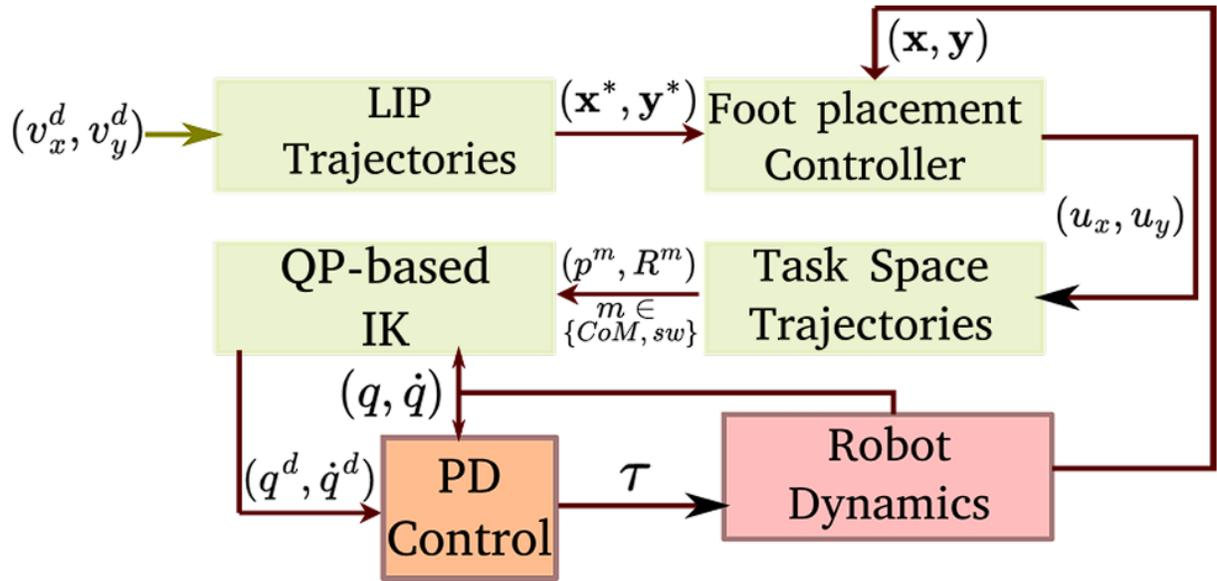 (x, y)
(v_x^d, v_y^d)
LIP
Trajectories
(x*, y*)
Foot placement
Controller
(u_x, u_y)
QP-based
IK
(p^m, R^m)
m ∈
{CoM, sw}
Task Space
Trajectories
(q, q̇)
(q^d, q̇^d)
PD
Control
τ
Robot
Dynamics